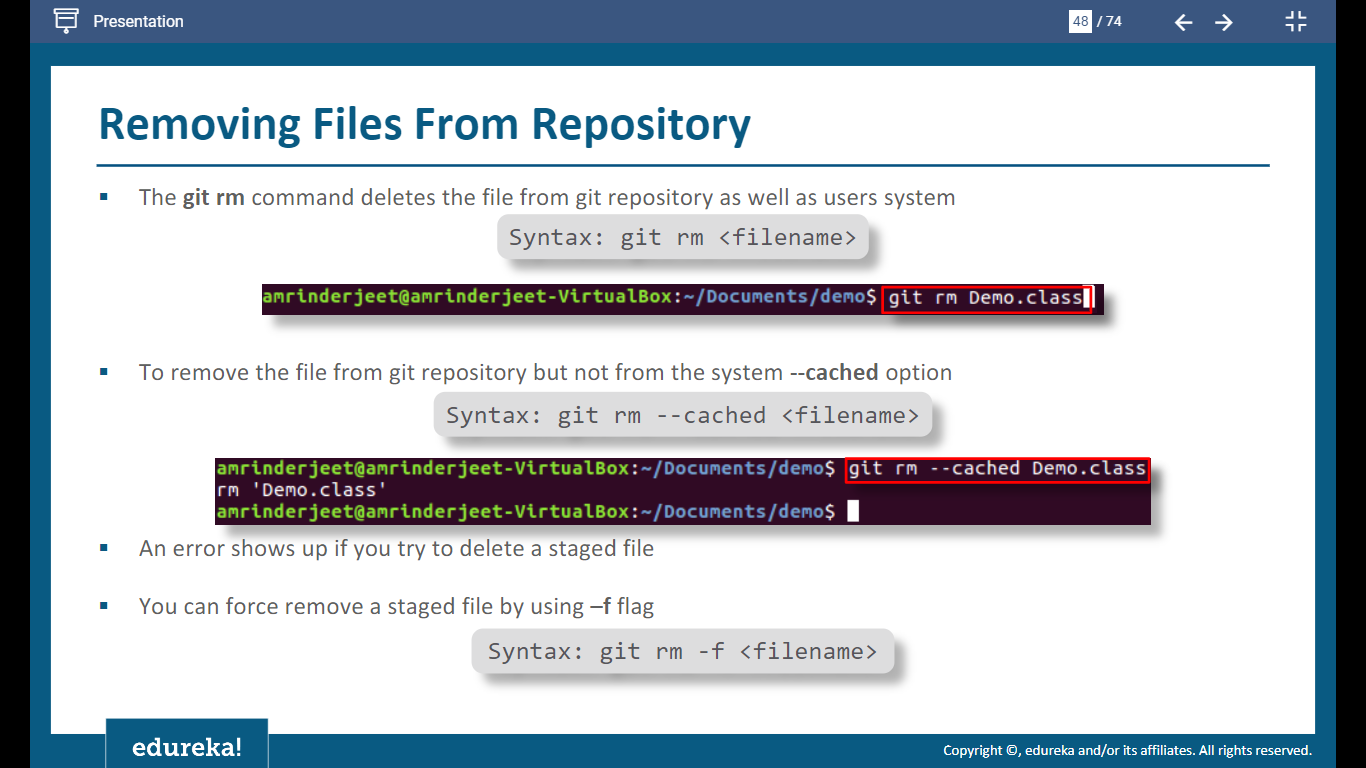 Presentation
48 / 74
Removing Files From Repository
▪ The git rm command deletes the file from git repository as well as users system
Syntax: git rm <filename>
amrinderjeet@amrinderjeet-VirtualBox:~/Documents/demo$ git rm Demo.class
▪ To remove the file from git repository but not from the system --cached option
Syntax: git rm --cached <filename>
amrinderjeet@amrinderjeet-VirtualBox:~/Documents/demo$ git rm --cached Demo.class
rm 'Demo.class'
amrinderjeet@amrinderjeet-VirtualBox:~/Documents/demo$
▪ An error shows up if you try to delete a staged file
▪ You can force remove a staged file by using –f flag
Syntax: git rm -f <filename>
edureka!
Copyright ©, edureka and/or its affiliates. All rights reserved.